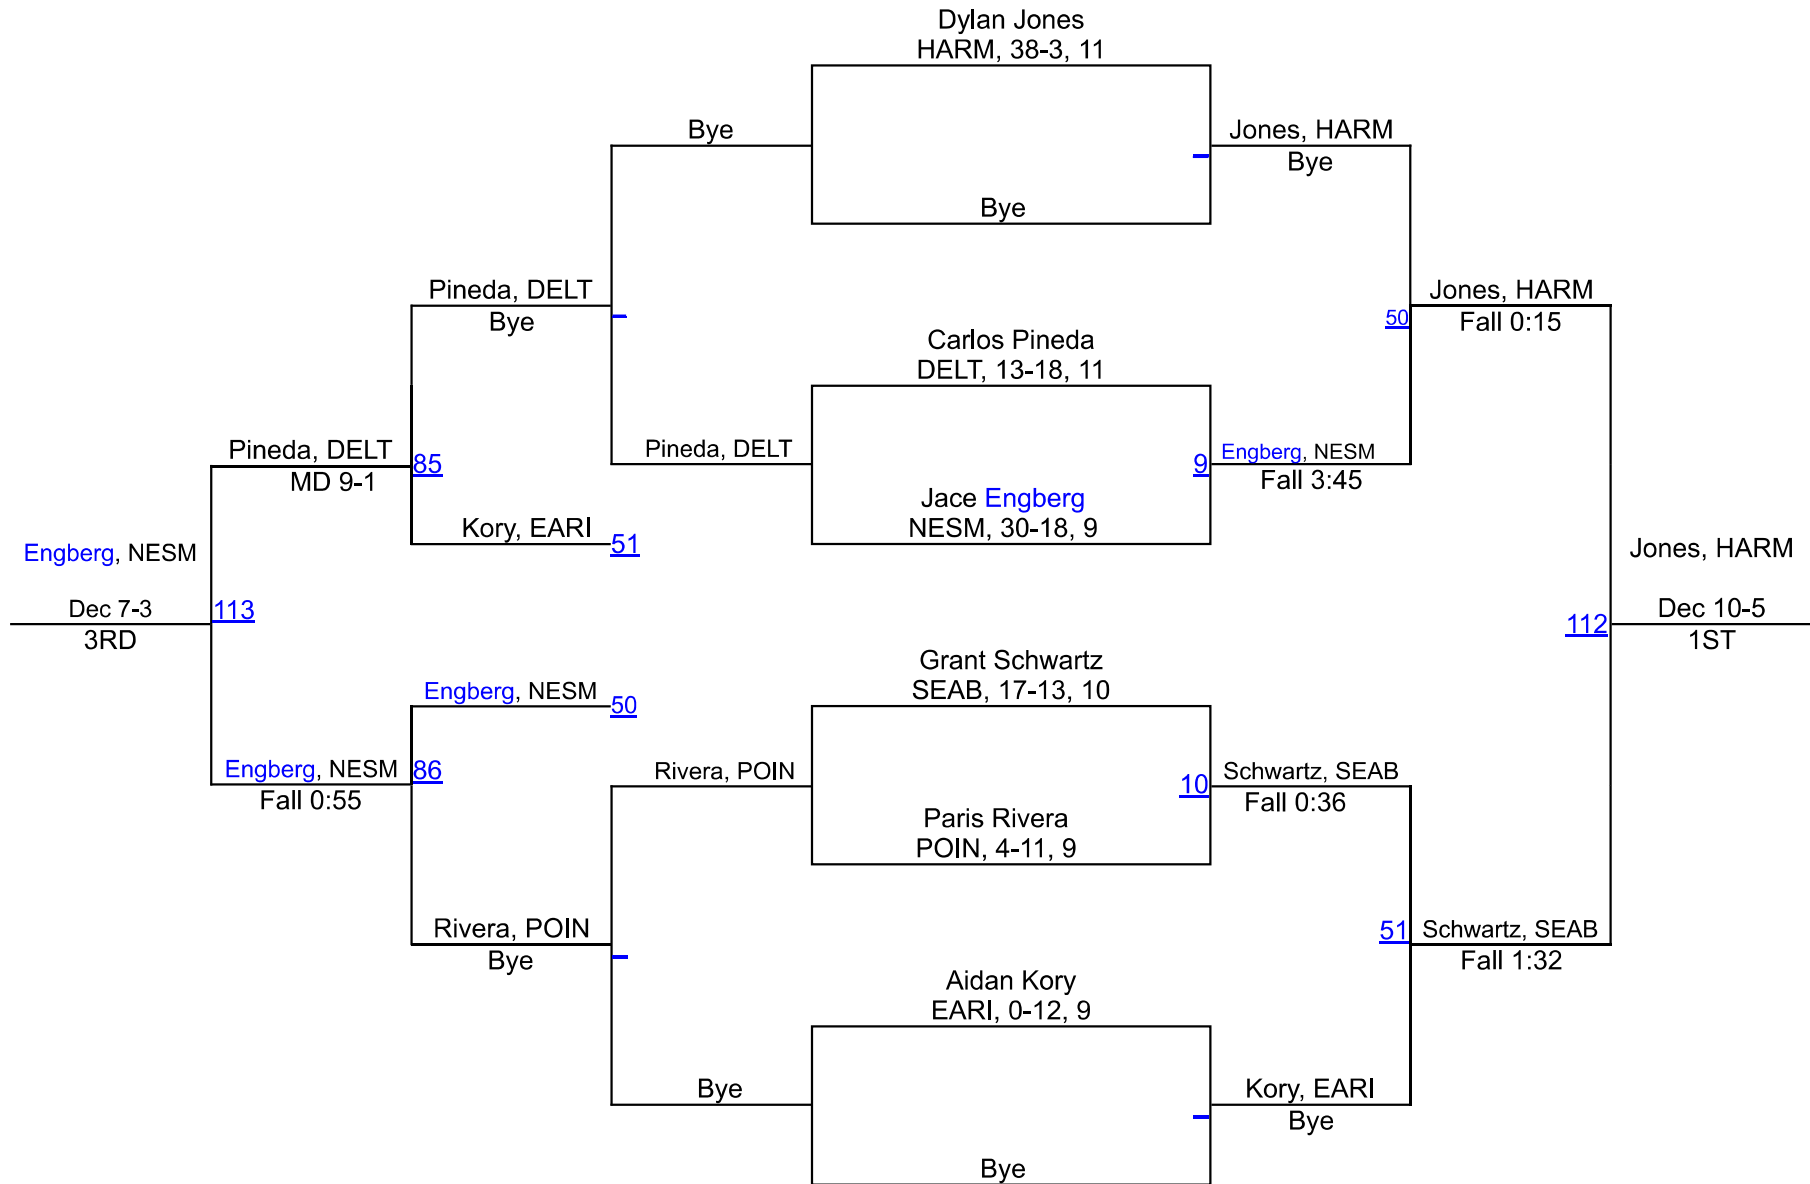 Dylan Jones
HARM, 38-3, 11
Bye
Jones, HARM
Bye
Bye
Pineda, DELT
Bye
Jones, HARM
50
Fall 0:15
Carlos Pineda
DELT, 13-18, 11
Pineda, DELT
MD 9-1
85
Pineda, DELT
9
Engberg, NESM
Fall 3:45
Jace Engberg
NESM, 30-18, 9
Kory, EARI
51
Engberg, NESM
Dec 7-3
3RD
113
Jones, HARM
112
Dec 10-5
1ST
Grant Schwartz
SEAB, 17-13, 10
Engberg, NESM
50
Engberg, NESM
Fall 0:55
86
Rivera, POIN
10
Schwartz, SEAB
Fall 0:36
Paris Rivera
POIN, 4-11, 9
Rivera, POIN
Bye
51
Schwartz, SEAB
Fall 1:32
Aidan Kory
EARI, 0-12, 9
Bye
Kory, EARI
Bye
Bye